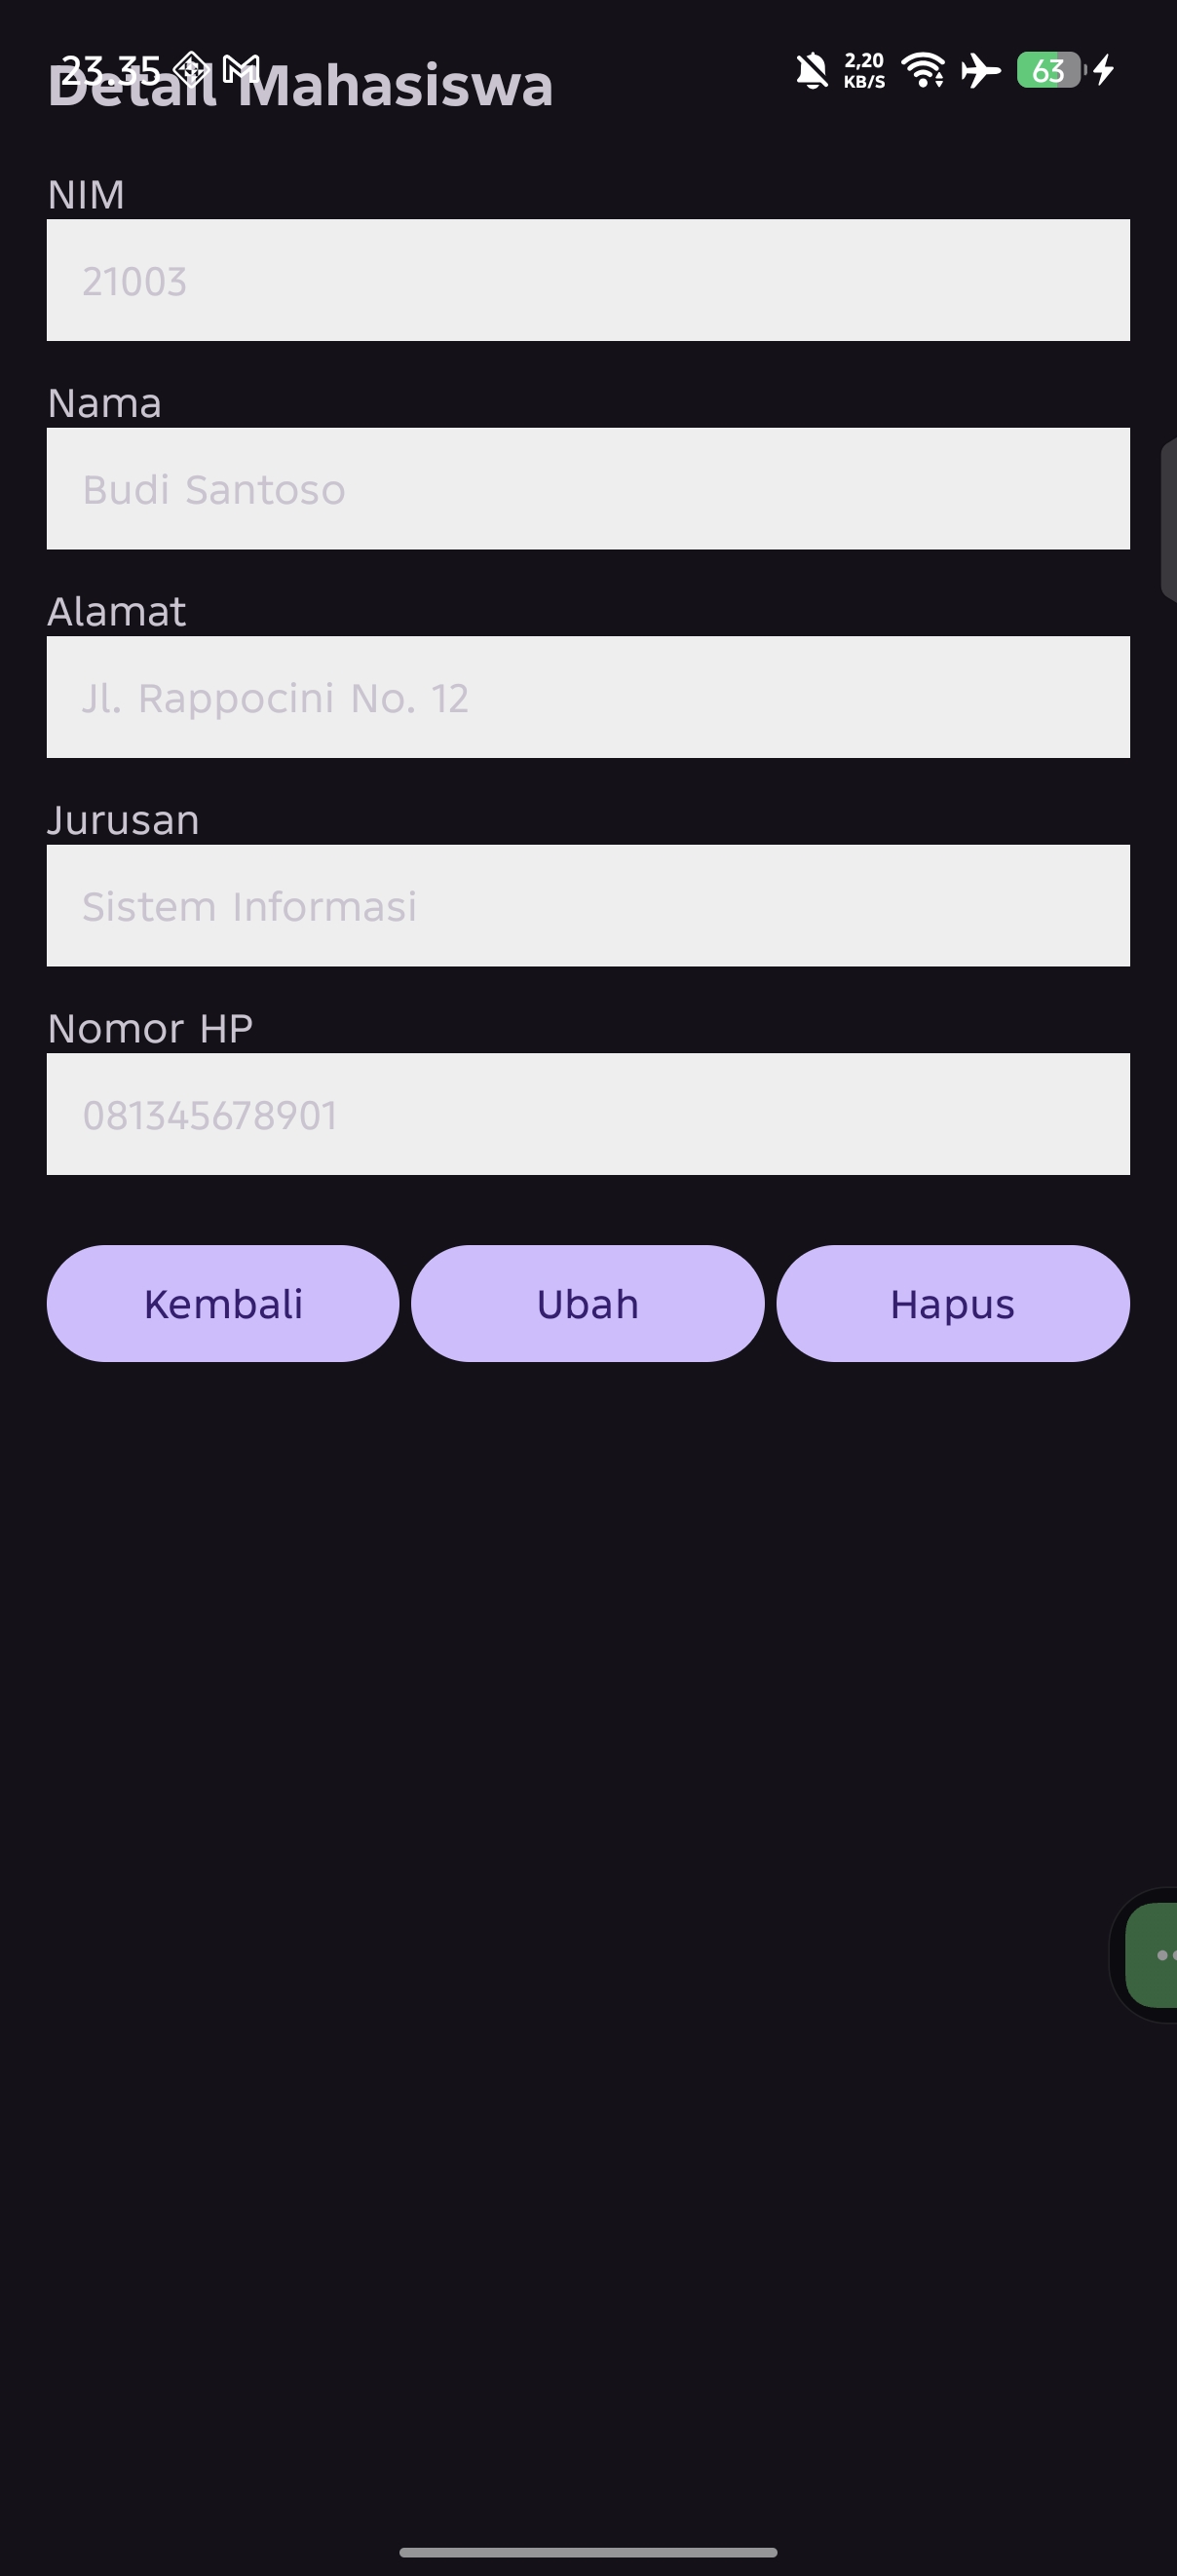 23.35
2,20
KB/S
63
Detail Mahasiswa
NIM
21003
Nama
Budi Santoso
Alamat
Jl. Rappocini No. 12
Jurusan
Sistem Informasi
Nomor HP
081345678901
Kembali
Ubah
Hapus